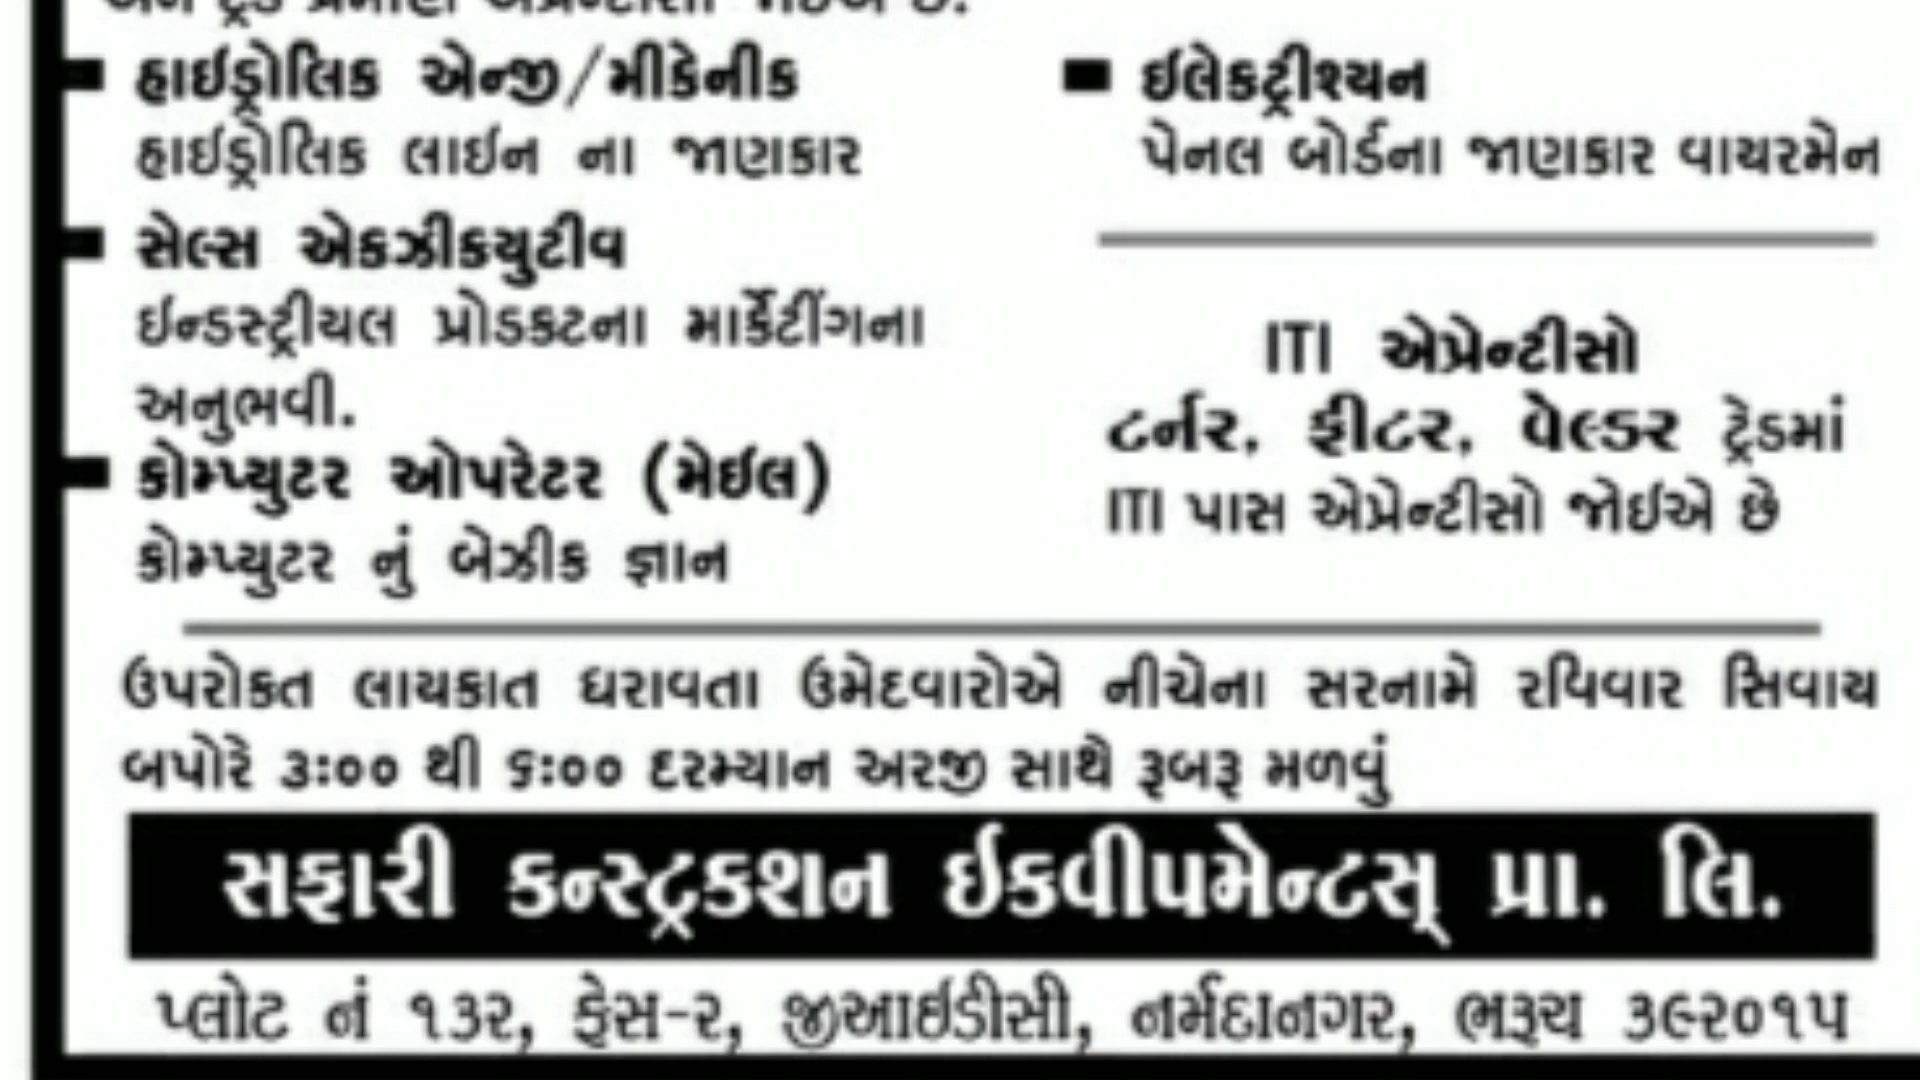 હાઈડ્રોલિક એન્જી/મીકેનીક
હાઈડ્રોલિક લાઈન ના જાણકાર
સેલ્સ એકઝીકયુટીવ
ઈન્ડસ્ટ્રીયલ પ્રોડકટના માર્કેટીંગના
અનુભવી.
કોમ્પ્યુટર ઓપરેટર (મેઈલ)
કોમ્પ્યુટર નું બેઝીક જ્ઞાન
ઈલેકટ્રીશ્યન
પેનલ બોર્ડના જાણકાર વાયરમેન
ITI એપ્રેન્ટીસો
ટર્નર, ફીટર, વેલ્ડર ટ્રેડમાં
ITI પાસ એપ્રેન્ટીસો જોઈએ છે
ઉપરોકત લાયકાત ધરાવતા ઉમેદવારોએ નીચેના સરનામે રવિવાર સિવાય
બપોરે ૩:૦૦ થી ૬:૦૦ દરમ્યાન અરજી સાથે રૂબરૂ મળવું
સફારી કન્સ્ટ્રકશન ઈકવીપમેન્ટસ્ પ્રા. લિ.
પ્લોટ નં ૧૩૨, ફેસ-૨, જીઆઈડીસી, નર્મદાનગર, ભરૂચ ૩૯૨૦૧૫